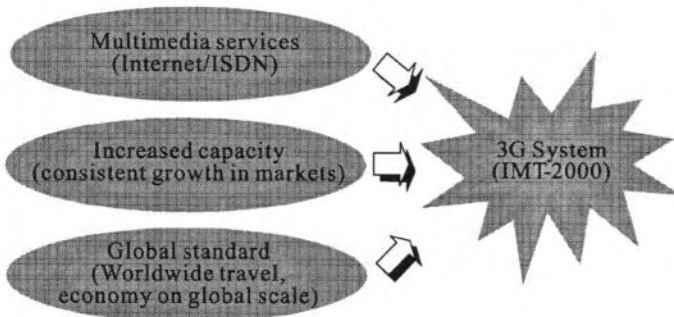 Multimedia services
(Internet/ISDN)
Increased capacity
(consistent growth in markets)
Global standard
(Worldwide travel,
economy on global scale)
3G System
(IMT-2000)